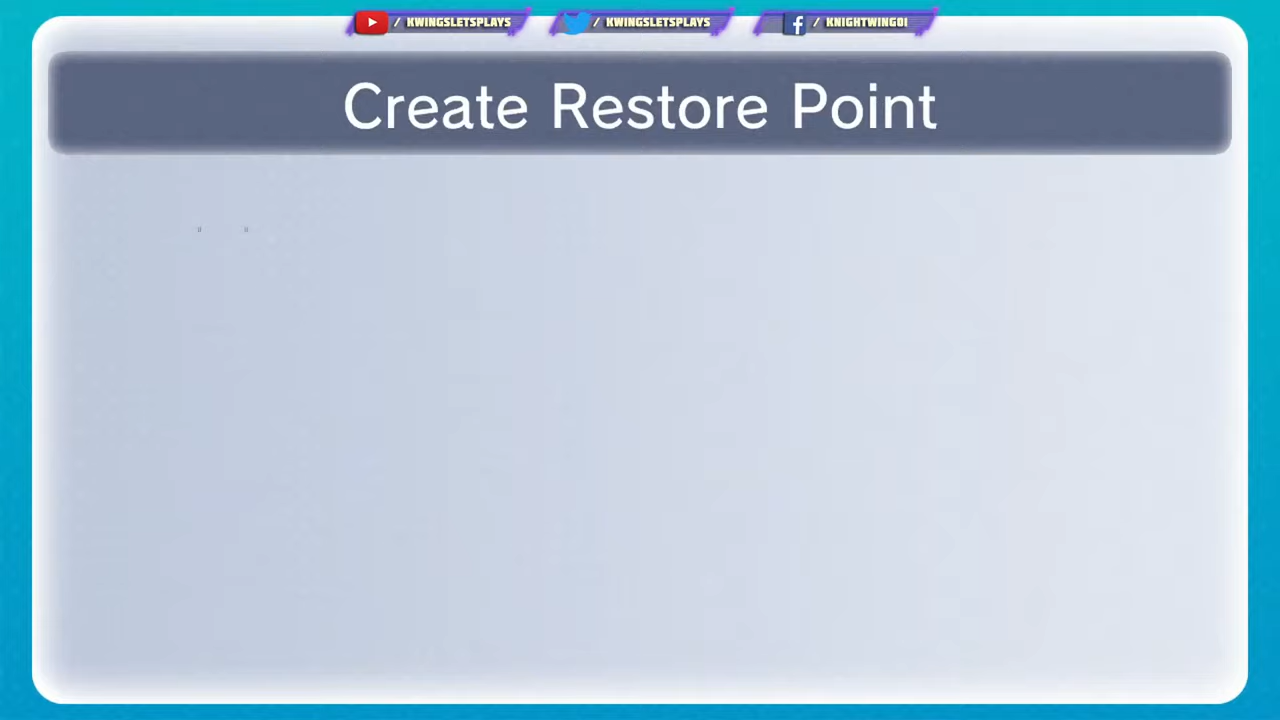 / KWINGSLETSPLAYS / KWINGSLETSPLAYS / KNIGHTWING01
Create Restore Point